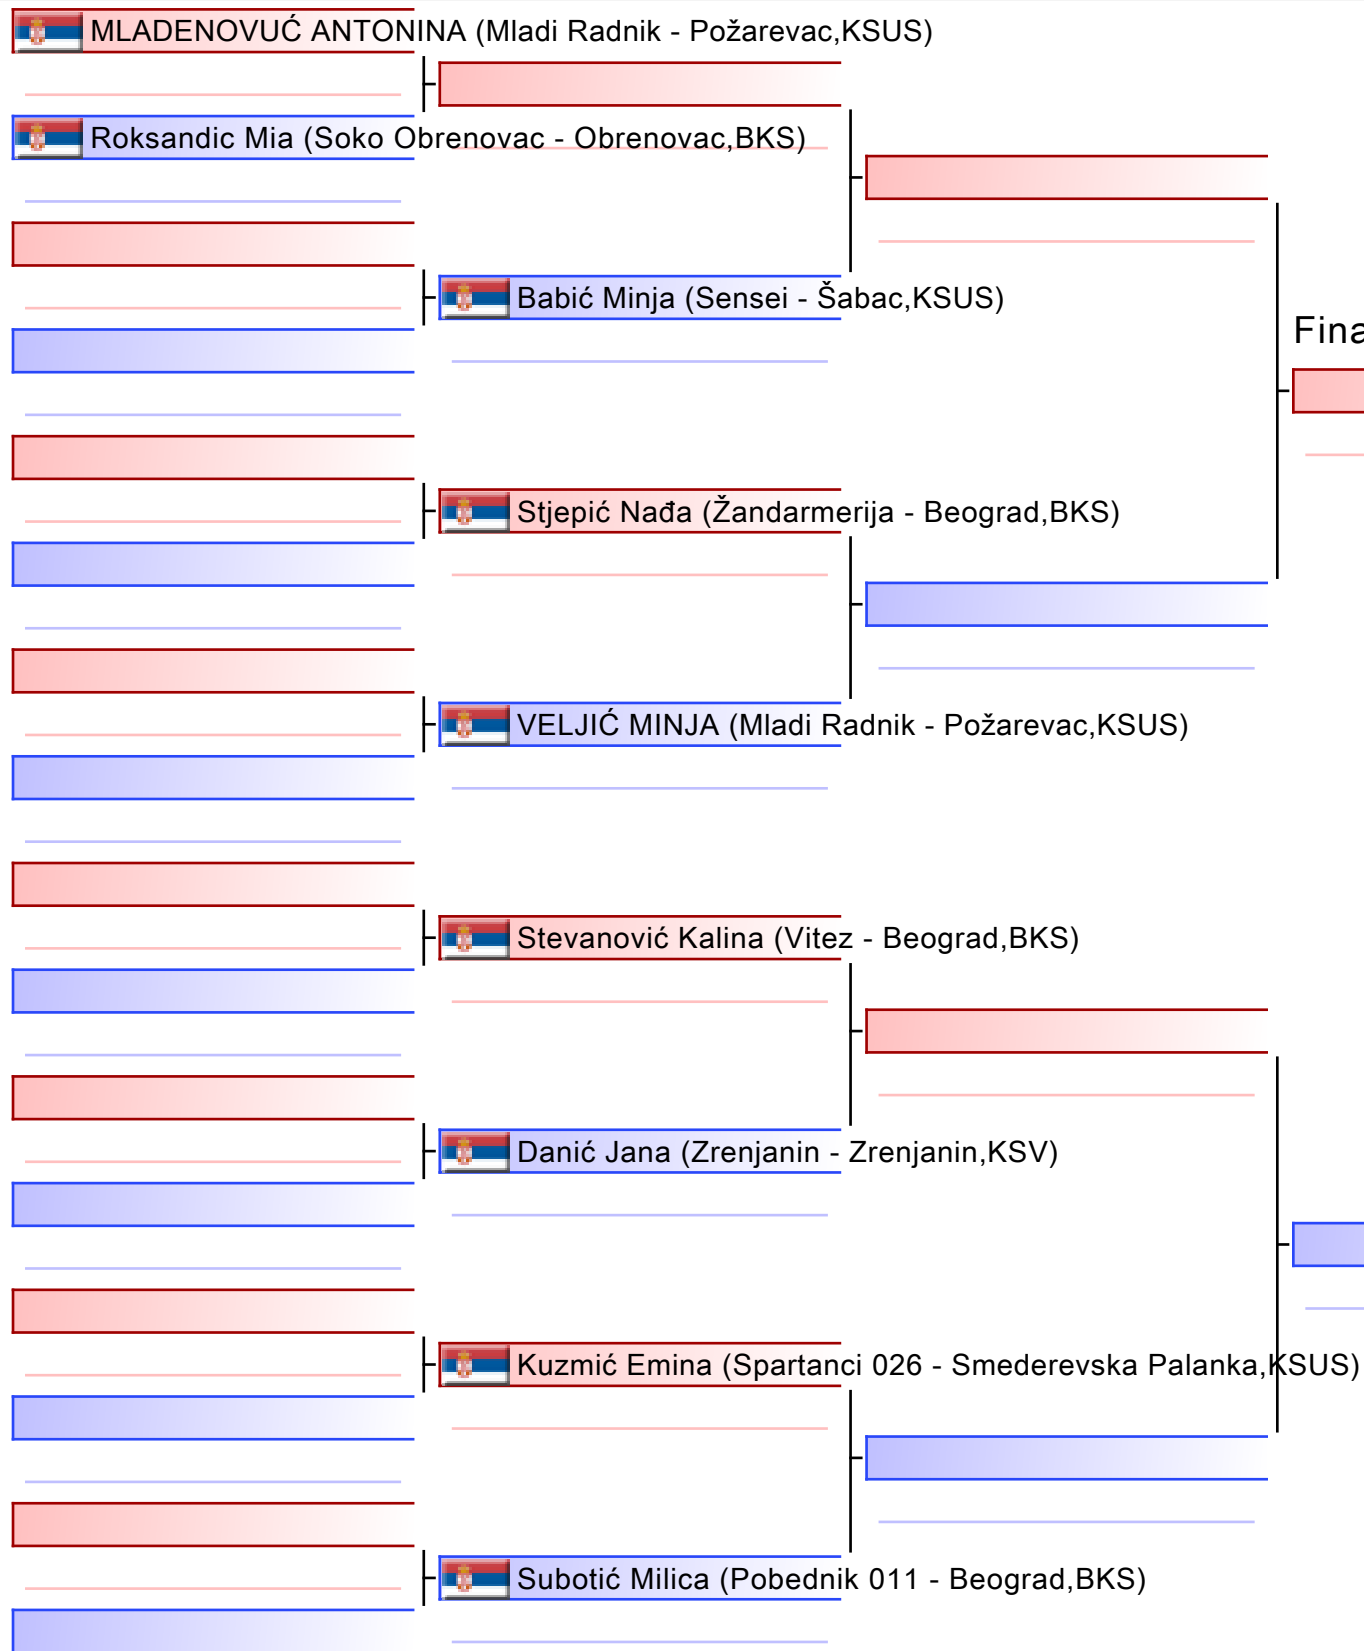 MLADENOVUĆ ANTONINA (Mladi Radnik - Požarevac,KSUS)
Roksandic Mia (Soko Obrenovac - Obrenovac,BKS)
Babić Minja (Sensei - Šabac,KSUS)
Fina
Stjepić Nađa (Žandarmerija - Beograd,BKS)
VELJIĆ MINJA (Mladi Radnik - Požarevac,KSUS)
Stevanović Kalina (Vitez - Beograd,BKS)
Danić Jana (Zrenjanin - Zrenjanin,KSV)
Kuzmić Emina (Spartanci 026 - Smederevska Palanka,KSUS)
Subotić Milica (Pobednik 011 - Beograd,BKS)